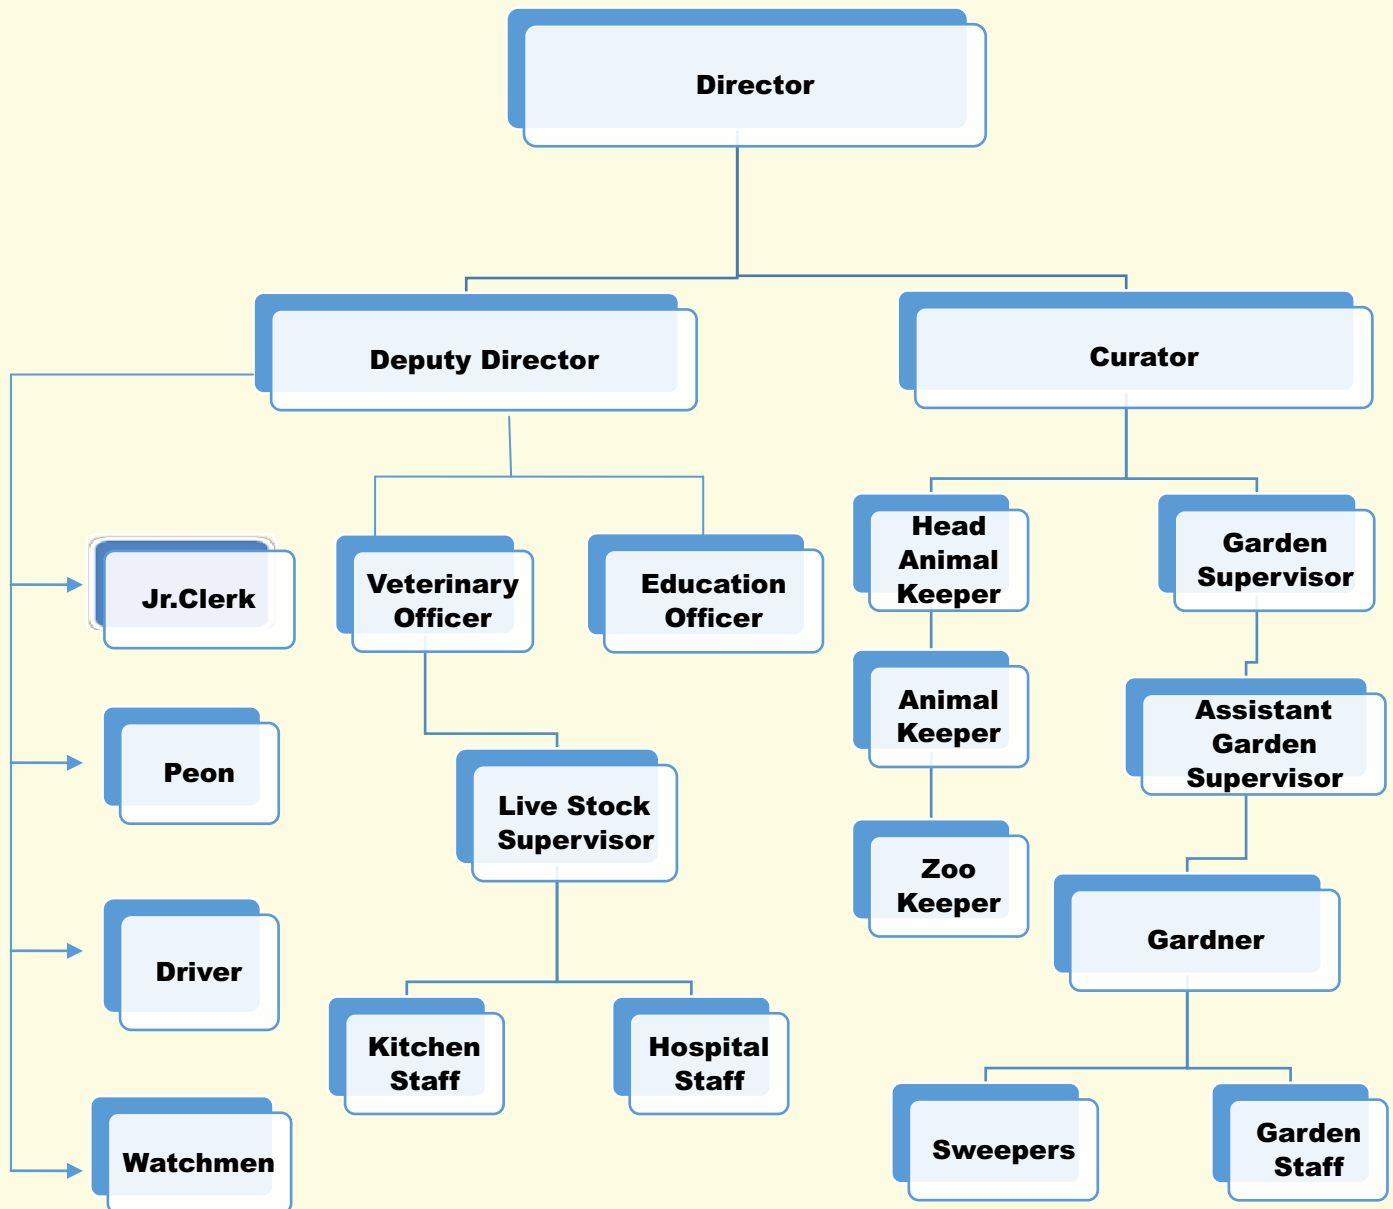 Director
Deputy Director
Curator
Jr.Clerk
Veterinary
Officer
Education
Officer
Head
Animal
Keeper
Garden
Supervisor
Peon
Live Stock
Supervisor
Animal
Keeper
Assistant
Garden
Supervisor
Driver
Zoo
Keeper
Gardner
Kitchen
Staff
Hospital
Staff
Watchmen
Sweepers
Garden
Staff